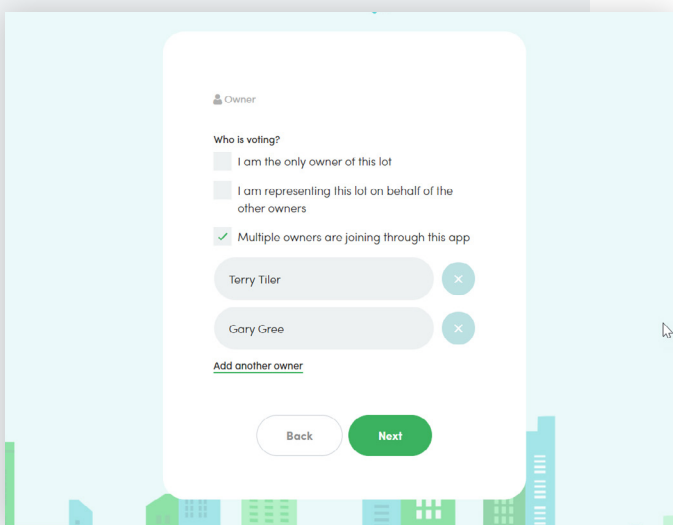 Owner
Who is voting?
I am the only owner of this lot
I am representing this lot on behalf of the
other owners
Multiple owners are joining through this app
Terry Tiler
Gary Gree
Add another owner
Back
Next